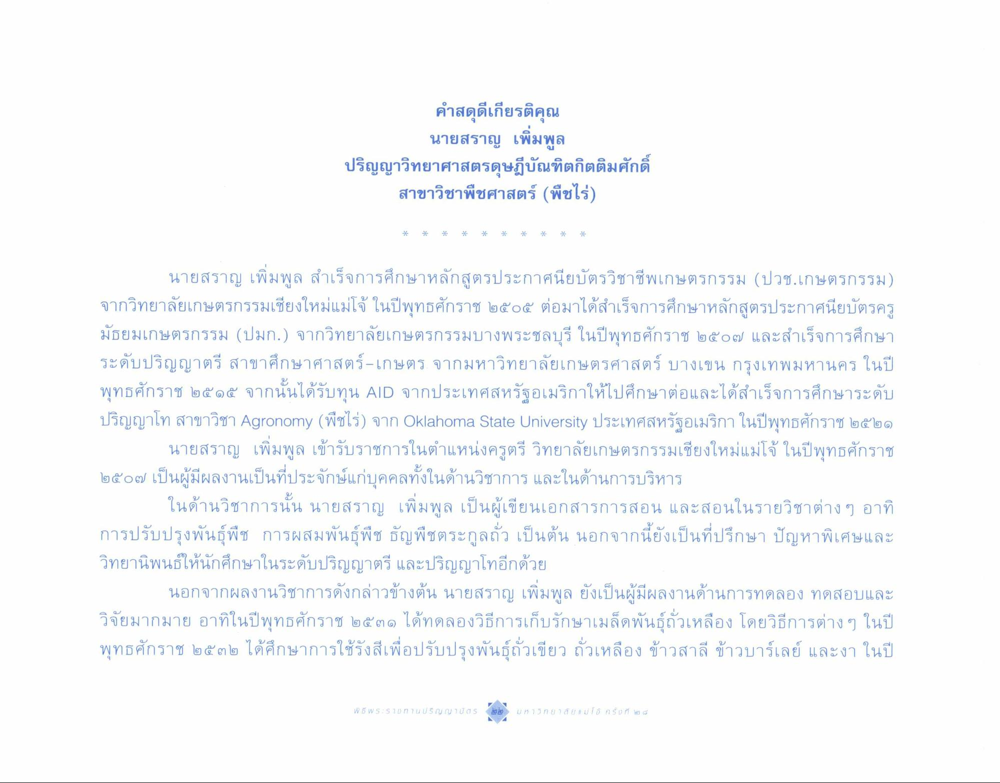 คำสดุดีเกียรติคุณ
นายสราญ เพิ่มพูล
ปริญญาวิทยาศาสตรดุษฎีบัณฑิตกิตติมศักดิ์
สาขาวิชาพืชศาสตร์ (พืชไร่)
* * * * * * * * * *
นายสราญ เพิ่มพูล สำเร็จการศึกษาหลักสูตรประกาศนียบัตรวิชาชีพเกษตรกรรม (ปวช.เกษตรกรรม)
จากวิทยาลัยเกษตรกรรมเชียงใหม่แม่โจ้ ในปีพุทธศักราช ๒๕๐๕ ต่อมาได้สำเร็จการศึกษาหลักสูตรประกาศนียบัตรครู
มัธยมเกษตรกรรม (ปมก.) จากวิทยาลัยเกษตรกรรมบางพระชลบุรี ในปีพุทธศักราช ๒๕๐๗ และสำเร็จการศึกษา
ระดับปริญญาตรี สาขาศึกษาศาสตร์-เกษตร จากมหาวิทยาลัยเกษตรศาสตร์ บางเขน กรุงเทพมหานคร ในปี
พุทธศักราช ๒๕๑๕ จากนั้นได้รับทุน AID จากประเทศสหรัฐอเมริกาให้ไปศึกษาต่อและได้สำเร็จการศึกษาระดับ
ปริญญาโท สาขาวิชา Agronomy (พืชไร่) จาก Oklahoma State University ประเทศสหรัฐอเมริกา ในปีพุทธศักราช ๒๕๒๑
นายสราญ เพิ่มพูล เข้ารับราชการในตำแหน่งครูตรี วิทยาลัยเกษตรกรรมเชียงใหม่แม่โจ้ ในปีพุทธศักราช
๒๕๐๗ เป็นผู้มีผลงานเป็นที่ประจักษ์แก่บุคคลทั้งในด้านวิชาการ และในด้านการบริหาร
ในด้านวิชาการนั้น นายสราญ เพิ่มพูล เป็นผู้เขียนเอกสารการสอน และสอนในรายวิชาต่างๆ อาทิ
การปรับปรุงพันธุ์พืช การผสมพันธุ์พืช ธัญพืชตระกูลถั่ว เป็นต้น นอกจากนี้ยังเป็นที่ปรึกษา ปัญหาพิเศษและ
วิทยานิพนธ์ให้นักศึกษาในระดับปริญญาตรี และปริญญาโทอีกด้วย
นอกจากผลงานวิชาการดังกล่าวข้างต้น นายสราญ เพิ่มพูล ยังเป็นผู้มีผลงานด้านการทดลอง ทดสอบและ
วิจัยมากมาย อาทิในปีพุทธศักราช ๒๕๓๑ ได้ทดลองวิธีการเก็บรักษาเมล็ดพันธุ์ถั่วเหลือง โดยวิธีการต่างๆ ในปี
พุทธศักราช ๒๕๓๒ ได้ศึกษาการใช้รังสีเพื่อปรับปรุงพันธุ์ถั่วเขียว ถั่วเหลือง ข้าวสาลี ข้าวบาร์เลย์ และงา ในปี
พิธีพระราชทานปริญญาบัตร ๒๒ มหาวิทยาลัยแม่โจ้ ครั้งที่ ๒๘